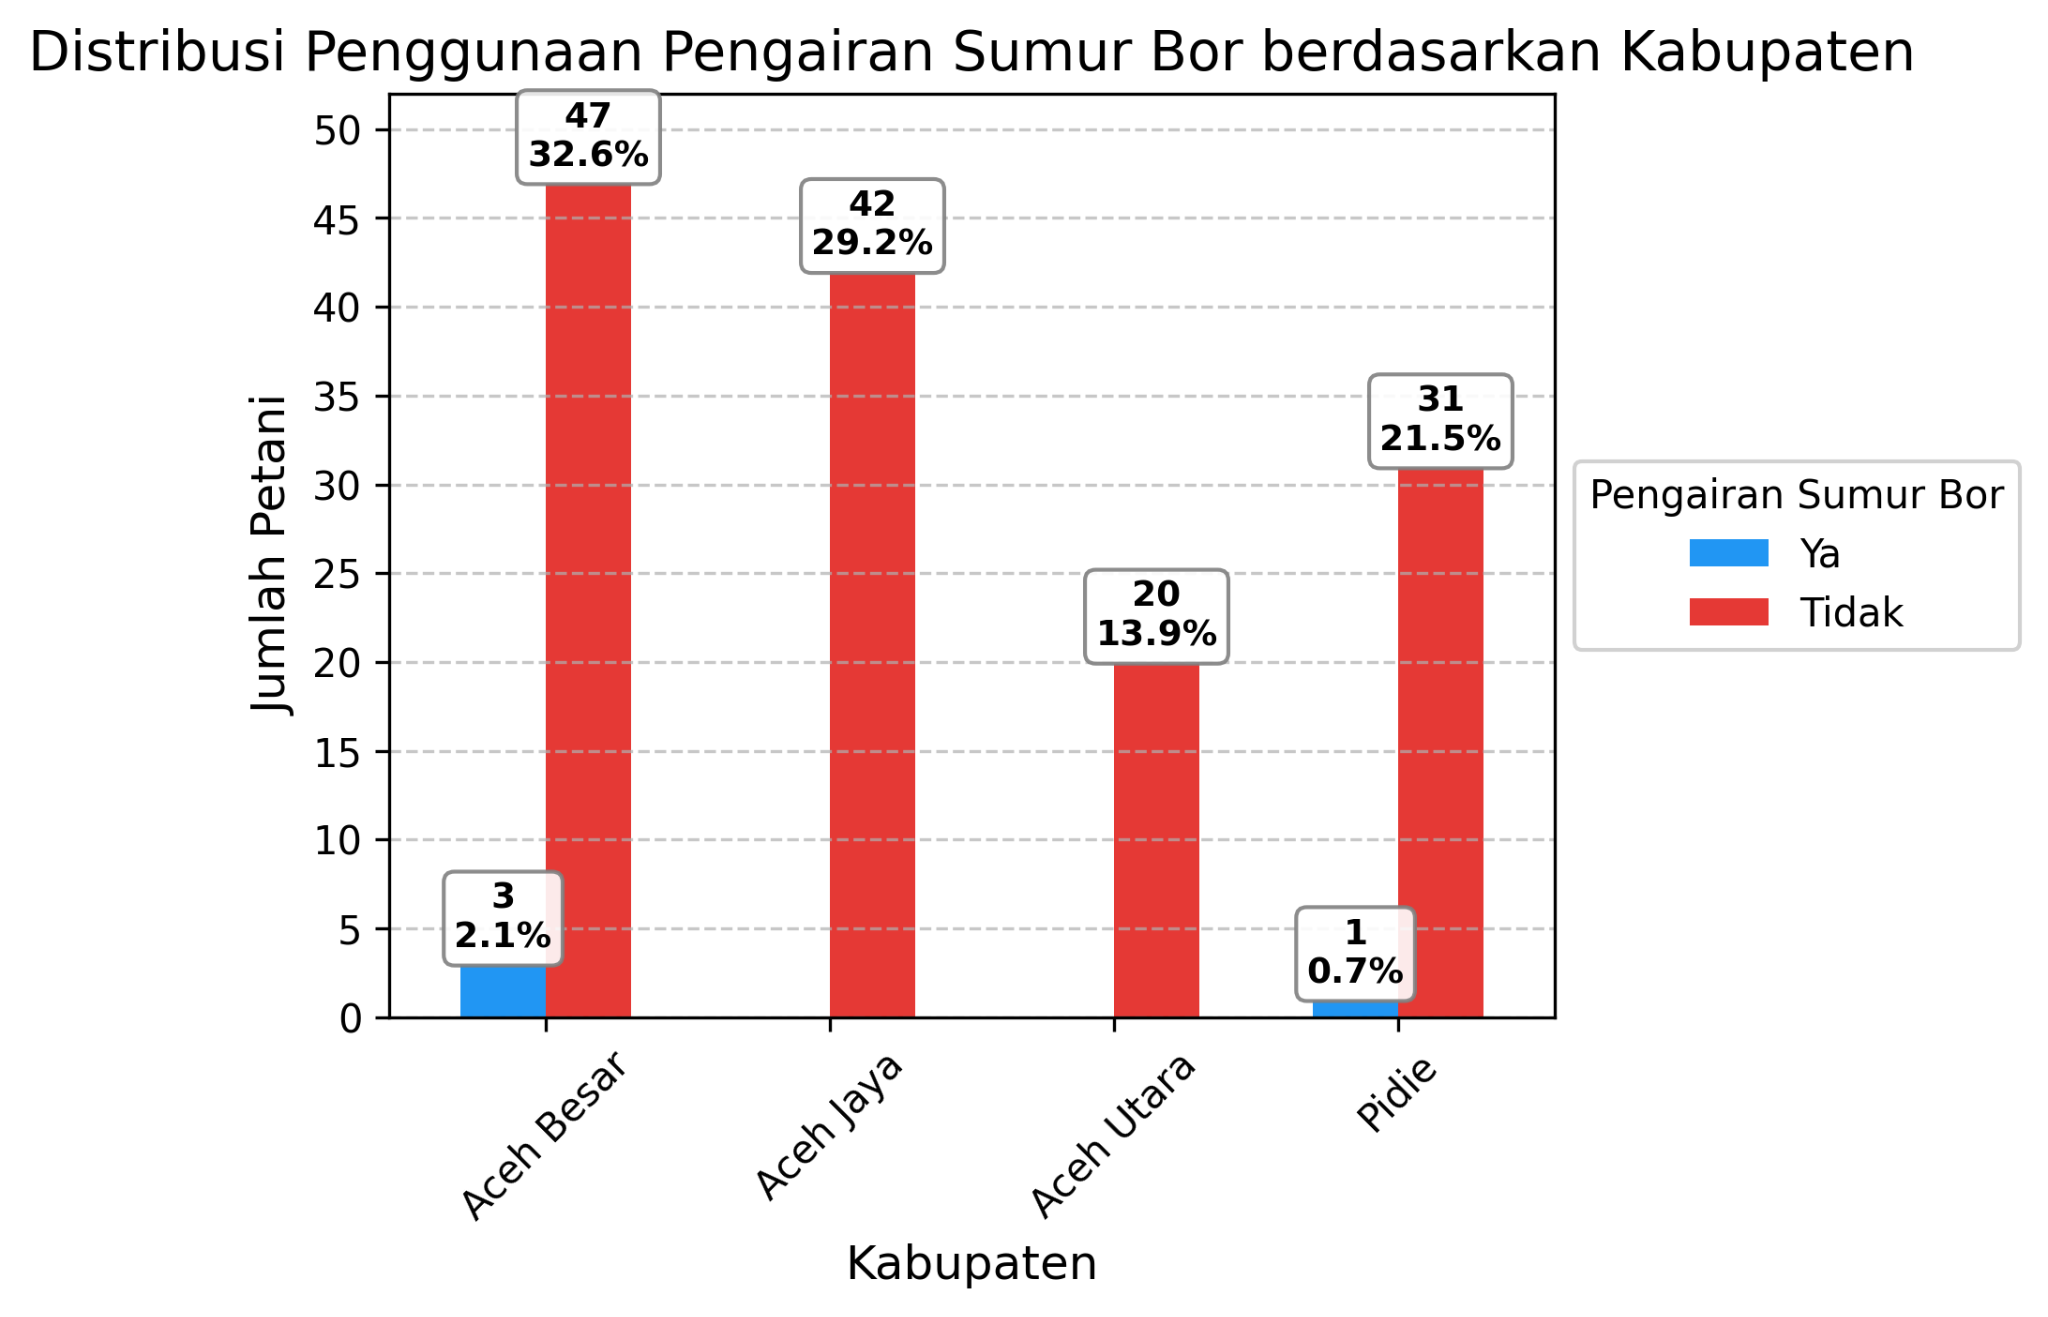 Distribusi Penggunaan Pengairan Sumur Bor berdasarkan Kabupaten
47
32.6%
42
29.2%
31
21.5%
20
13.9%
3
2.1%
1
0.7%
50
45
40
35
30
25
20
15
10
5
0
Jumlah Petani
Aceh Besar
Aceh Jaya
Aceh Utara
Pidie
Kabupaten
Pengairan Sumur Bor
Ya
Tidak